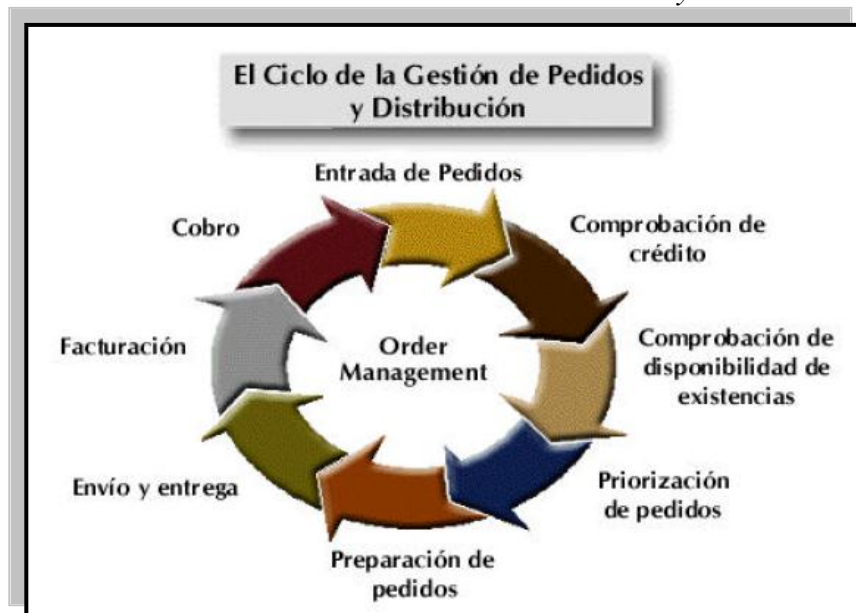 El Ciclo de la Gestión de Pedidos
y Distribución
Entrada de Pedidos
Comprobación de
crédito
Comprobación de
disponibilidad de
existencias
Priorización
de pedidos
Preparación de
pedidos
Envío y entrega
Facturación
Cobro
Order
Management